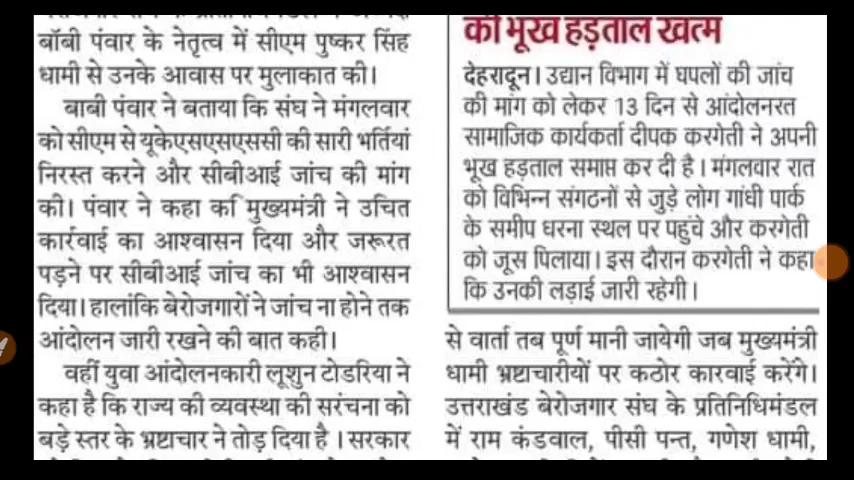 बॉबी पंवार के नेतृत्व में सीएम पुष्कर सिंह
धामी से उनके आवास पर मुलाकात की।
बाबी पंवार ने बताया कि संघ ने मंगलवार
को सीएम से यूकेएसएसएससी की सारी भर्तियां
निरस्त करने और सीबीआई जांच की मांग
की। पंवार ने कहा कि मुख्यमंत्री ने उचित
कार्रवाई का आश्वासन दिया और जरूरत
पड़ने पर सीबीआई जांच का भी आश्वासन
दिया। हालांकि बेरोजगारों ने जांच ना होने तक
आंदोलन जारी रखने की बात कही।
वहीं युवा आंदोलनकारी लूशुन टोडरिया ने
कहा है कि राज्य की व्यवस्था की सरंचना को
बड़े स्तर के भ्रष्टाचार ने तोड़ दिया है । सरकार
की भूख हड़ताल खत्म
देहरादून। उद्यान विभाग में घपलों की जांच
की मांग को लेकर 13 दिन से आंदोलनरत
सामाजिक कार्यकर्ता दीपक करगेती ने अपनी
भूख हड़ताल समाप्त कर दी है । मंगलवार रात
को विभिन्न संगठनों से जुड़े लोग गांधी पार्क
के समीप धरना स्थल पर पहुंचे और करगेती
को जूस पिलाया। इस दौरान करगेती ने कहा
कि उनकी लड़ाई जारी रहेगी।
से वार्ता तब पूर्ण मानी जायेगी जब मुख्यमंत्री
धामी भ्रष्टाचारीयों पर कठोर कारवाई करेंगे।
उत्तराखंड बेरोजगार संघ के प्रतिनिधिमंडल
में राम कंडवाल, पीसी पन्त, गणेश धामी,